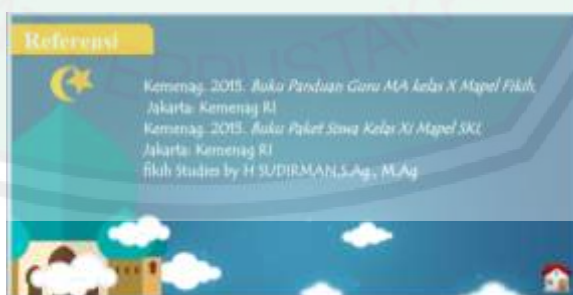 Referensi
Kemenag. 2015. Buku Panduan Guru MA kelas X Mapel Fikih,
Jakarta: Kemenag RI
Kemenag. 2015. Buku Paket Siswa Kelas XI Mapel SKI,
Jakarta: Kemenag RI
fikih Studies by H SUDIRMAN,S.Ag., M.Ag